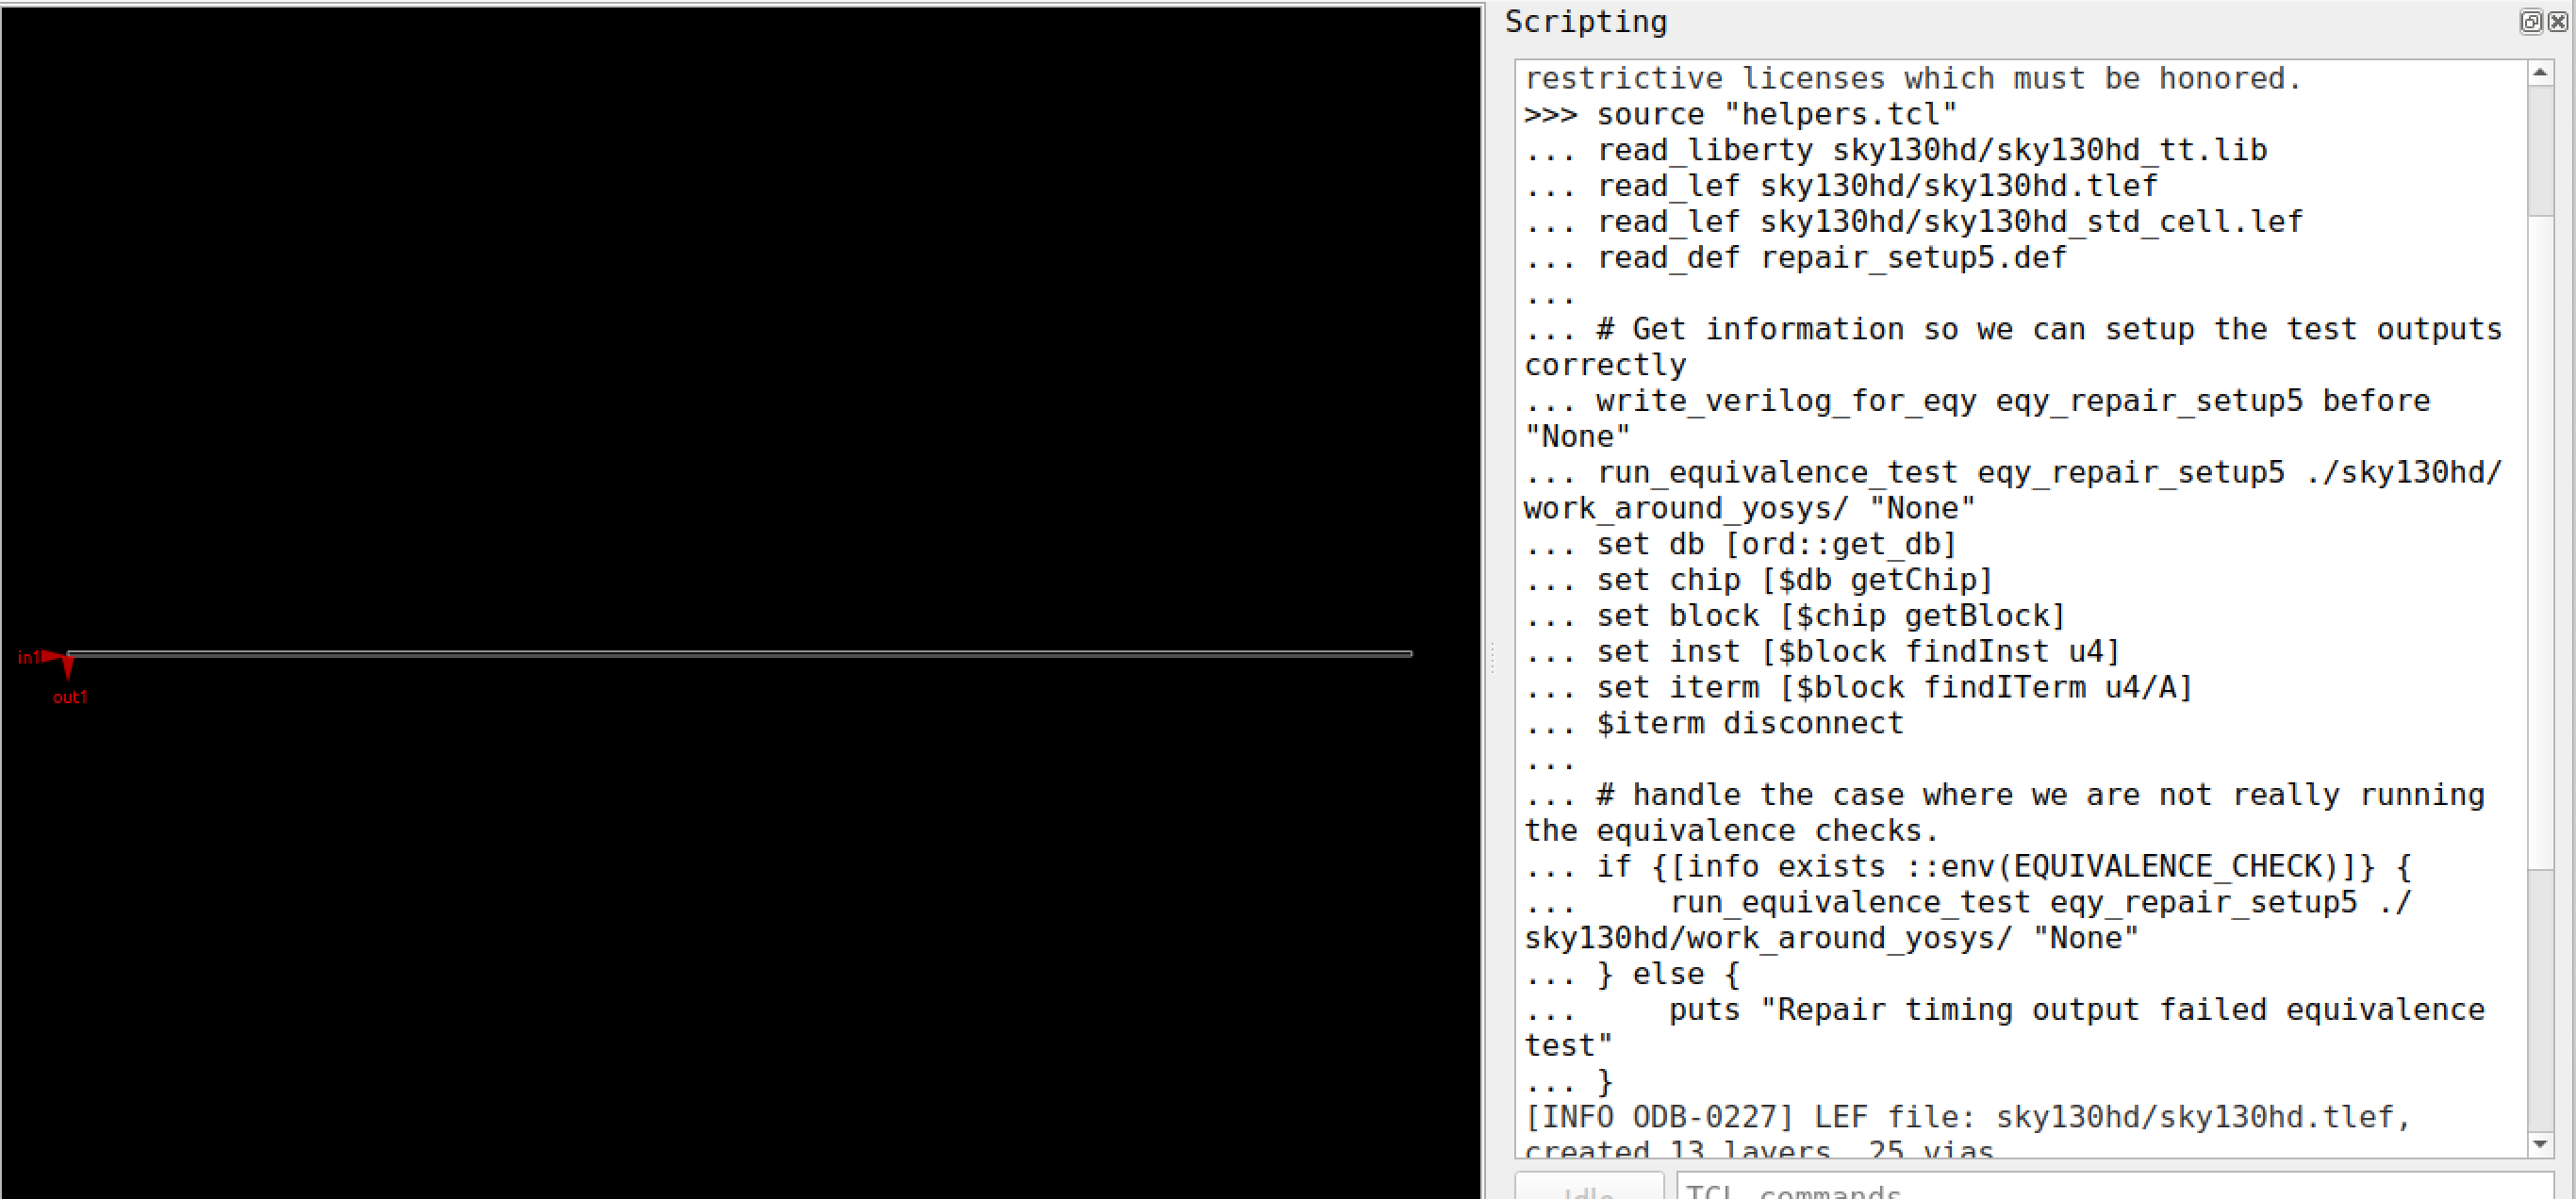 Scripting
restrictive licenses which must be honored.
>>> source "helpers.tcl"
... read_liberty sky130hd/sky130hd_tt.lib
... read_lef sky130hd/sky130hd.tlef
... read_lef sky130hd/sky130hd_std_cell.lef
... read_def repair_setup5.def
...
... # Get information so we can setup the test outputs
correctly
... write_verilog_for_eqy eqy_repair_setup5 before
"None"
... run_equivalence_test eqy_repair_setup5 ./sky130hd/
work_around_yosys/ "None"
... set db [ord::get_db]
... set chip [$db getChip]
... set block [$chip getBlock]
... set inst [$block findInst u4]
... set iterm [$block findITerm u4/A]
... $iterm disconnect
...
... # handle the case where we are not really running
the equivalence checks.
... if {[info exists ::env(EQUIVALENCE_CHECK)]} {
...     run_equivalence_test eqy_repair_setup5 ./
sky130hd/work_around_yosys/ "None"
... } else {
...     puts "Repair timing output failed equivalence
test"
... }
[INFO ODB-0227] LEF file: sky130hd/sky130hd.tlef,
created 13 layers, 25 vias
Idle
TCL commands
in1
out1